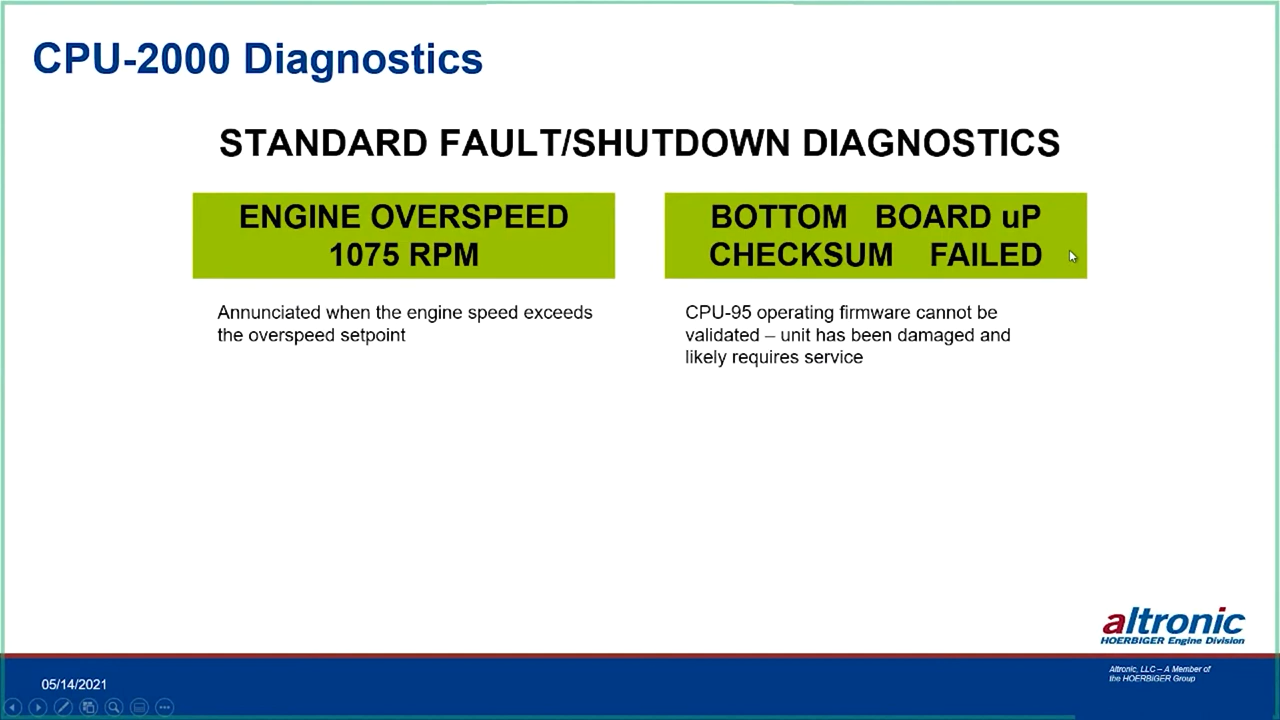 CPU-2000 Diagnostics
STANDARD FAULT/SHUTDOWN DIAGNOSTICS
ENGINE OVERSPEED
1075 RPM
BOTTOM BOARD uP
CHECKSUM FAILED
Annunciated when the engine speed exceeds
the overspeed setpoint
CPU-95 operating firmware cannot be
validated – unit has been damaged and
likely requires service
altronic
HOERBIGER Engine Division
Altronic, LLC – A Member of
the HOERBIGER Group
05/14/2021